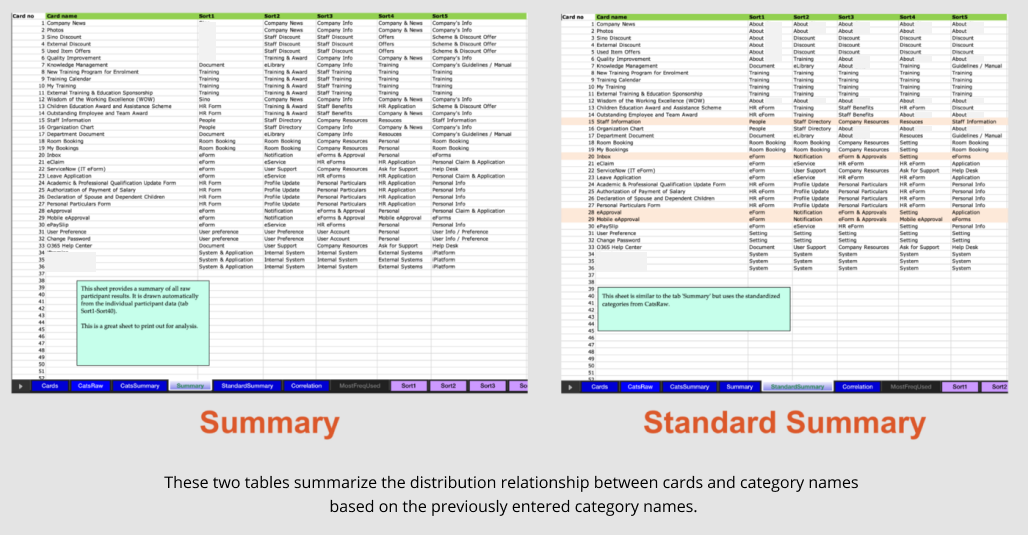 Card no Card name Sort1 Sort2 Sort3 Sort4 Sort5
1 Company News Company News Company Info Company & News Company's Info
2 Photos Company News Company Info Company & News Company's Info
3 Sino Discount Staff Discount Staff Discount Offers Scheme & Discount Offer
4 External Discount Staff Discount Staff Discount Offers Scheme & Discount Offer
5 Used Item Offers Staff Discount Staff Discount Offers Scheme & Discount Offer
6 Quality Improvement Training & Award Company Info Company & News Company's Info
7 Knowledge Management Document eLibrary Company Info Training Company's Guidelines / Manual
8 New Training Program for Enrolment Training Training & Award Staff Training Training Training
9 Training Calendar Training Training & Award Staff Training Training Training
10 My Training Training Training & Award Staff Training Training Training
11 External Training & Education Sponsorship Training Training & Award Staff Training Training Training
12 Wisdom of the Working Excellence (WOW) Sino Company News Company Info Company & News Company's Info
13 Children Education Award and Assistance Scheme HR Form Training & Award Staff Benefits HR Application Scheme & Discount Offer
14 Outstanding Employee and Team Award HR Form Training & Award Staff Training Company & News Company's Info
15 Staff Information People Staff Directory Company Resources Resouces Staff Information
16 Organization Chart People Staff Directory Company Info Company & News Company's Info
17 Department Document Document eLibrary Company Info Resouces Company's Guidelines / Manual
18 Room Booking Room Booking Room Booking Company Resources Personal Room Booking
19 My Bookings Room Booking Room Booking Company Resources Personal Room Booking
20 Inbox eForm Notification eForms & Approval Personal eForms
21 eClaim eForm eService HR eForms HR Application Personal Claim & Application
22 ServiceNow (IT eForm) eForm User Support Company Resources Ask for Support Help Desk
23 Leave Application eForm eService HR eForms HR Application Personal Claim & Application
24 Academic & Professional Qualification Update Form HR Form Profile Update Personal Particulars HR Application Personal Info
25 Authorization of Payment of Salary HR Form Profile Update Personal Particulars HR Application Personal Info
26 Declaration of Spouse and Dependent Children HR Form Profile Update Personal Particulars HR Application Personal Info
27 Personal Particulars Form HR Form Profile Update Personal Particulars HR Application Personal Info
28 eApproval eForm Notification eForms & Approval Personal Personal Claim & Application
29 Mobile eApproval eForm Notification eForms & Approval Mobile eApproval eForms
30 ePaySlip eForm eService HR eForms Personal Personal Info
31 User Preference User preference User Preference User Account Personal User Info / Preference
32 Change Password User preference User Preference User Account Personal User Info / Preference
33 O365 Help Center Document User Support Company Resources Ask for Support Help Desk
34 System & Application Internal System Internal System External Systems iPlatform
35 System & Application Internal System Internal System External Systems iPlatform
36 System & Application Internal System Internal System External Systems iPlatform
37
38
39
40
41
42
43
44
45
46
47
48
49
50
51
This sheet provides a summary of all raw
participant results. It is drawn automatically
from the individual participant data (tab
Sort1-Sort40).
This is a great sheet to print out for analysis.
Cards CatsRaw CatsSummary Summary StandardSummary Correlation MostFreqUsed Sort1 Sort2 Sort3 So
Summary
Card no Card name Sort1 Sort2 Sort3 Sort4 Sort5
1 Company News About About About About About
2 Photos About About About About About
3 Sino Discount About Discount Discount Discount Discount
4 External Discount About Discount Discount Discount Discount
5 Used Item Offers About Discount Discount Discount Discount
6 Quality Improvement About Training About About About
7 Knowledge Management Document eLibrary About Training Guidelines / Manual
8 New Training Program for Enrolment Training Training Training Training Training
9 Training Calendar Training Training Training Training Training
10 My Training Training Training Training Training Training
11 External Training & Education Sponsorship Training Training Training Training Training
12 Wisdom of the Working Excellence (WOW) About About About About About
13 Children Education Award and Assistance Scheme HR eForm Training Staff Benefits HR eForm Discount
14 Outstanding Employee and Team Award HR eForm Training Training About About
15 Staff Information People Staff Directory Company Resources Resouces Staff Information
16 Organization Chart People Staff Directory About About About
17 Department Document Document eLibrary About Resouces Guidelines / Manual
18 Room Booking Room Booking Room Booking Company Resources Setting Room Booking
19 My Bookings Room Booking Room Booking Company Resources Setting Room Booking
20 Inbox eForm Notification eForm & Approvals Setting eForms
21 eClaim eForm eService HR eForm HR eForm Application
22 ServiceNow (IT eForm) eForm User Support Company Resources Ask for Support Help Desk
23 Leave Application eForm eService HR eForm HR eForm Application
24 Academic & Professional Qualification Update Form HR eForm Profile Update Personal Particulars HR eForm Personal Info
25 Authorization of Payment of Salary HR eForm Profile Update Personal Particulars HR eForm Personal Info
26 Declaration of Spouse and Dependent Children HR eForm Profile Update Personal Particulars HR eForm Personal Info
27 Personal Particulars Form HR eForm Profile Update Personal Particulars HR eForm Personal Info
28 eApproval eForm Notification eForm & Approvals Setting Application
29 Mobile eApproval eForm Notification eForm & Approvals Mobile eApproval eForms
30 ePaySlip eForm eService HR eForm Setting Personal Info
31 User Preference Setting Setting Setting Setting Setting
32 Change Password Setting Setting Setting Setting Setting
33 O365 Help Center Document User Support Company Resources Ask for Support Help Desk
34 System System System System System
35 System System System System System
36 System System System System System
37
38
39
40
41
42
43
44
45
46
47
48
49
50
51
This sheet is similar to the tab 'Summary' but uses the standardized
categories from CatsRaw.
Cards CatsRaw CatsSummary Summary StandardSummary Correlation MostFreqUsed Sort1 Sort2
Standard Summary
These two tables summarize the distribution relationship between cards and category names
based on the previously entered category names.